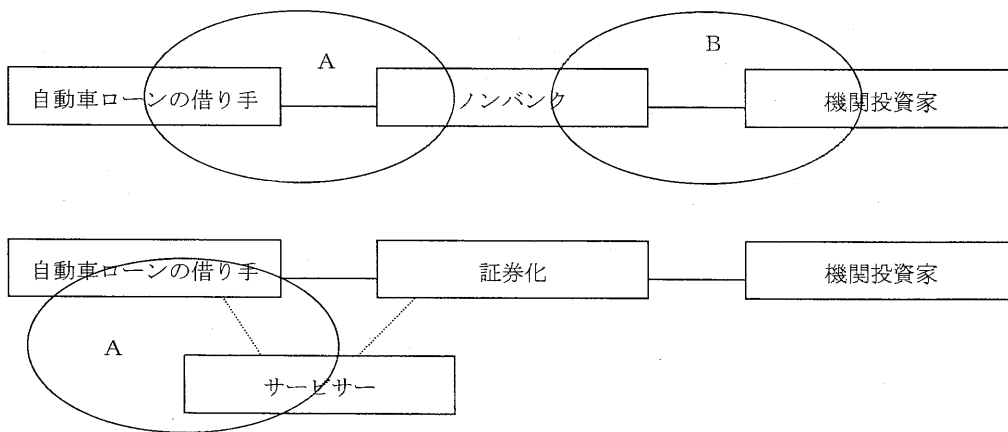 A
B
自動車ローンの借り手
ノンバンク
機関投資家
自動車ローンの借り手
証券化
機関投資家
A
サービサー